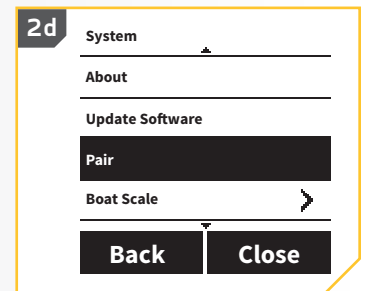 2d
System
About
Update Software
Pair
Boat Scale
Back Close